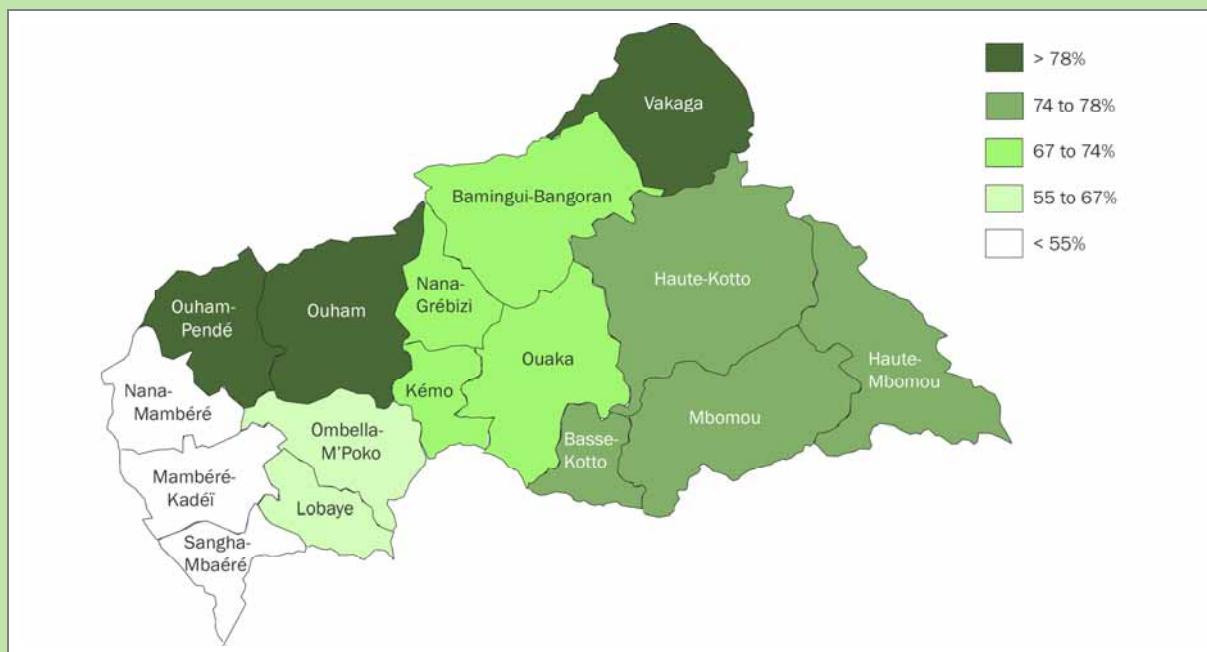 > 78%
74 to 78%
67 to 74%
55 to 67%
< 55%
Vakaga
Bamingui-Bangoran
Haute-Kotto
Nana-
Grébizi
Ouham-
Pendé
Ouham
Ouaka
Haute-
Mbomou
Kémo
Nana-
Mambéré
Mbomou
Ombella-
M'Poko
Basse-
Kotto
Mambéré-
Kadéï
Lobaye
Sangha-
Mbaéré